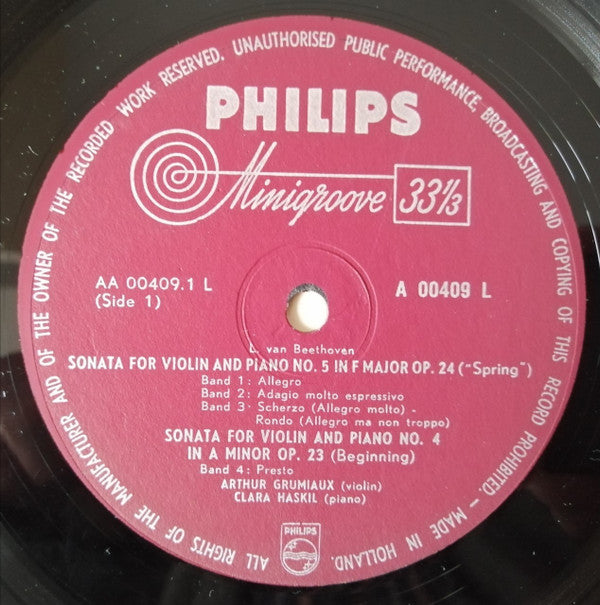 ALL RIGHTS OF THE MANUFACTURER AND OF THE OWNER OF THE RECORDED WORK RESERVED. UNAUTHORISED PUBLIC PERFORMANCE, BROADCASTING AND COPYING OF THIS RECORD PROHIBITED. – MADE IN HOLLAND.
PHILIPS
Minigroove 33⅓
AA 00409.1 L
(Side 1)
A 00409 L
L. van Beethoven
SONATA FOR VIOLIN AND PIANO NO. 5 IN F MAJOR OP. 24 ("Spring")
Band 1: Allegro
Band 2: Adagio molto espressivo
Band 3: Scherzo (Allegro molto) -
Rondo (Allegro ma non troppo)
SONATA FOR VIOLIN AND PIANO NO. 4
IN A MINOR OP. 23 (Beginning)
Band 4: Presto
ARTHUR GRUMIAUX (violin)
CLARA HASKIL (piano)
PHILIPS